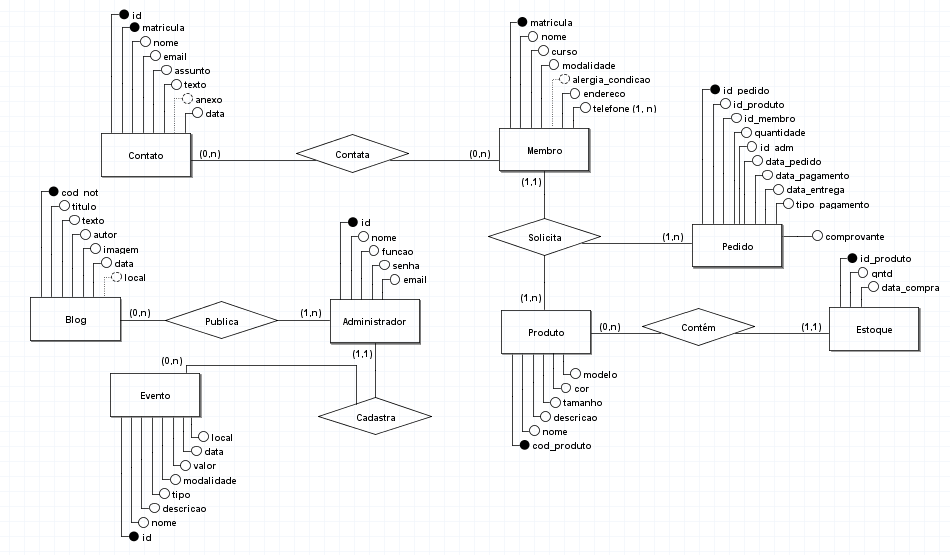 id
matricula
nome
email
assunto
texto
anexo
data
Contato
(0,n)
Contata
(0,n)
matricula
nome
curso
modalidade
alergia_condicao
endereco
telefone (1, n)
Membro
(1,1)
Solicita
(1,n)
(1,n)
id_pedido
id_produto
id_membro
quantidade
id_adm
data_pedido
data_pagamento
data_entrega
tipo_pagamento
Pedido
comprovante
cod_not
titulo
texto
autor
imagem
data
local
Blog
(0,n)
Publica
(1,n)
id
nome
funcao
senha
email
Administrador
(1,1)
Cadastra
(0,n)
Evento
local
data
valor
modalidade
tipo
descricao
nome
id
Produto
(0,n)
Contém
(1,1)
id_produto
qntd
data_compra
Estoque
modelo
cor
tamanho
descricao
nome
cod_produto